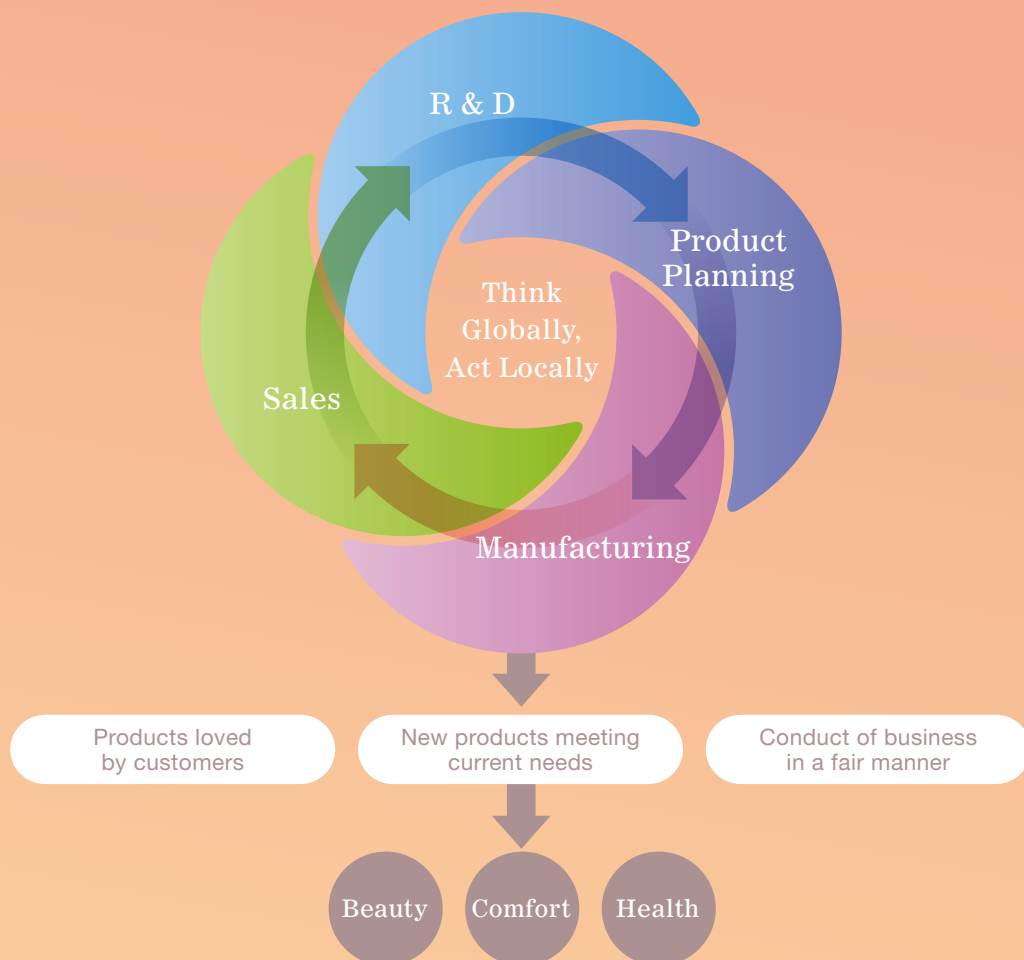 R & D
Product
Planning
Think
Globally,
Act Locally
Sales
Manufacturing
Products loved
by customers
New products meeting
current needs
Conduct of business
in a fair manner
Beauty
Comfort
Health